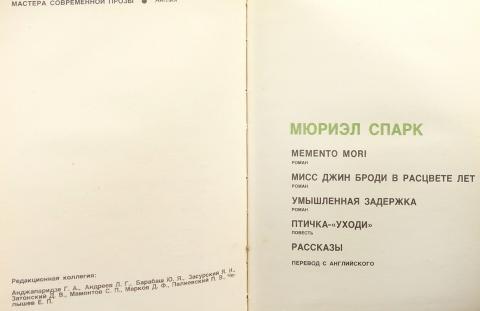 МАСТЕРА СОВРЕМЕННОЙ ПРОЗЫ ● Англия
Редакционная коллегия:
Анджапаридзе Г. А., Андреев Л. Г., Барабаш Ю. Я., Засурский Я. Н.,
Затонский Д. В., Мамонтов С. П., Марков Д. Ф., Палиевский П. В., Че-
лышев Е. П.
МЮРИЭЛ СПАРК
MEMENTO MORI
РОМАН
МИСС ДЖИН БРОДИ В РАСЦВЕТЕ ЛЕТ
РОМАН
УМЫШЛЕННАЯ ЗАДЕРЖКА
РОМАН
ПТИЧКА-«УХОДИ»
ПОВЕСТЬ
РАССКАЗЫ
ПЕРЕВОД С АНГЛИЙСКОГО